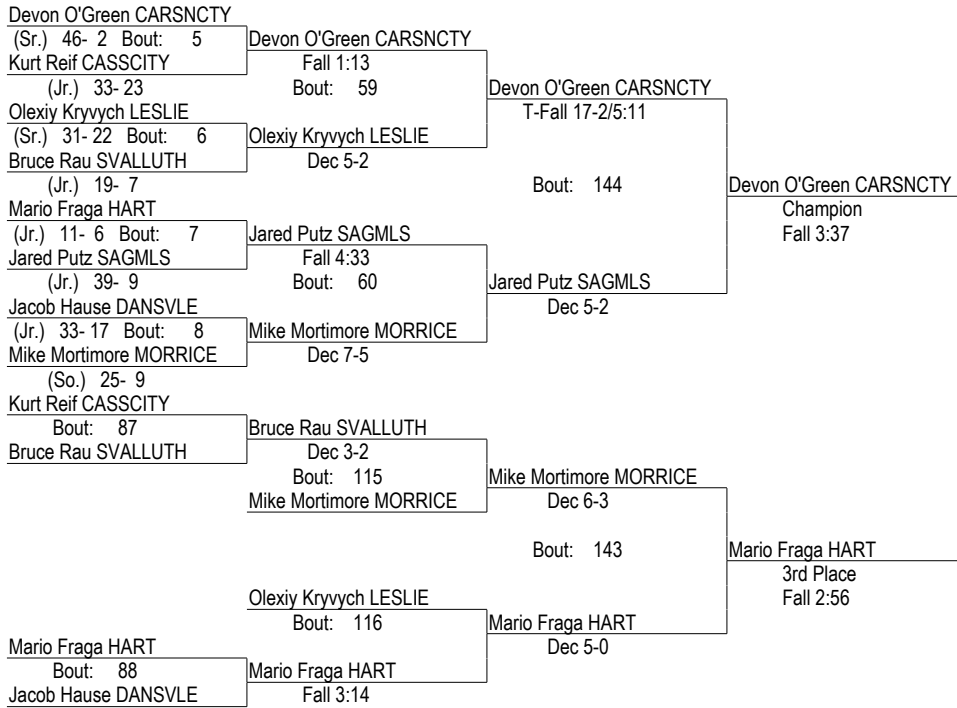 Devon O'Green CARSNCTY
(Sr.) 46- 2 Bout: 5 Devon O'Green CARSNCTY
Kurt Reif CASSCITY Fall 1:13
(Jr.) 33- 23 Bout: 59 Devon O'Green CARSNCTY
Olexiy Kryvych LESLIE T-Fall 17-2/5:11
(Sr.) 31- 22 Bout: 6 Olexiy Kryvych LESLIE
Bruce Rau SVALLUTH Dec 5-2
(Jr.) 19- 7 Bout: 144 Devon O'Green CARSNCTY
Mario Fraga HART Champion
(Jr.) 11- 6 Bout: 7 Jared Putz SAGMLS Fall 3:37
Jared Putz SAGMLS Fall 4:33
(Jr.) 39- 9 Bout: 60 Jared Putz SAGMLS
Jacob Hause DANSVLE Dec 5-2
(Jr.) 33- 17 Bout: 8 Mike Mortimore MORRICE
Mike Mortimore MORRICE Dec 7-5
(So.) 25- 9
Kurt Reif CASSCITY
Bout: 87 Bruce Rau SVALLUTH
Bruce Rau SVALLUTH Dec 3-2
Bout: 115 Mike Mortimore MORRICE
Mike Mortimore MORRICE Dec 6-3
Bout: 143 Mario Fraga HART
3rd Place
Olexiy Kryvych LESLIE Fall 2:56
Bout: 116 Mario Fraga HART
Mario Fraga HART Dec 5-0
Bout: 88 Mario Fraga HART
Jacob Hause DANSVLE Fall 3:14